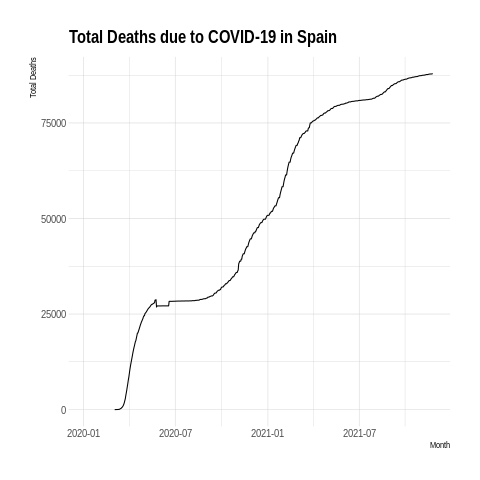 Total Deaths due to COVID-19 in Spain
Total Deaths
75000
50000
25000
0
2020-01 2020-07 2021-01 2021-07
Month